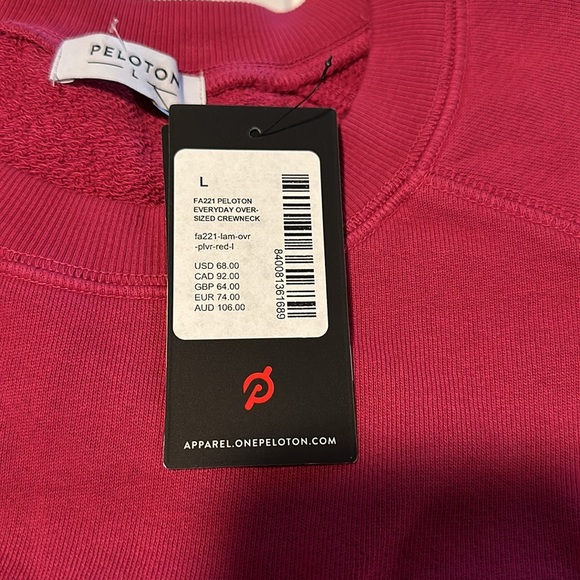 PELOTON
L
L
FA221 PELOTON
EVERYDAY OVER-
SIZED CREWNECK
fa221-lam-ovr
-plvr-red-l
USD 68.00
CAD 92.00
GBP 64.00
EUR 74.00
AUD 106.00
840081361689
APPAREL.ONEPELOTON.COM